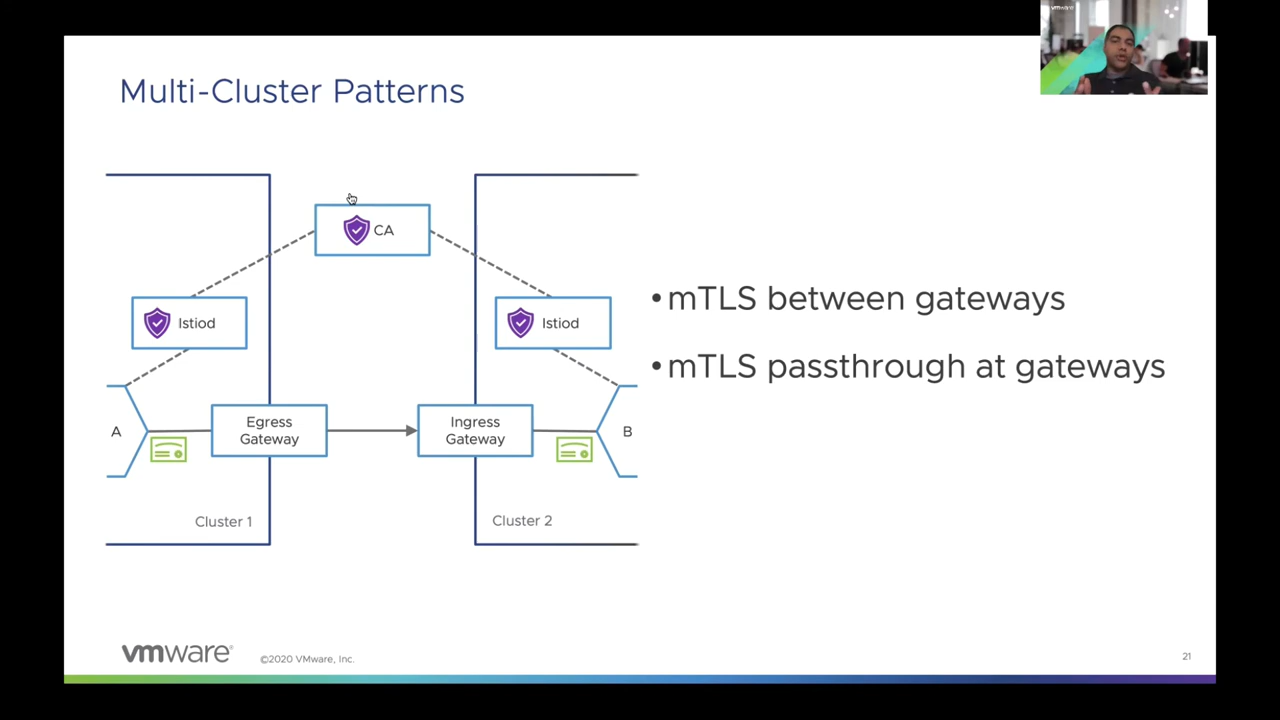 vmware
Multi-Cluster Patterns
CA
Istiod
Istiod
A
Egress
Gateway
Ingress
Gateway
B
Cluster 1
Cluster 2
•mTLS between gateways
•mTLS passthrough at gateways
vmware®
©2020 VMware, Inc.
21